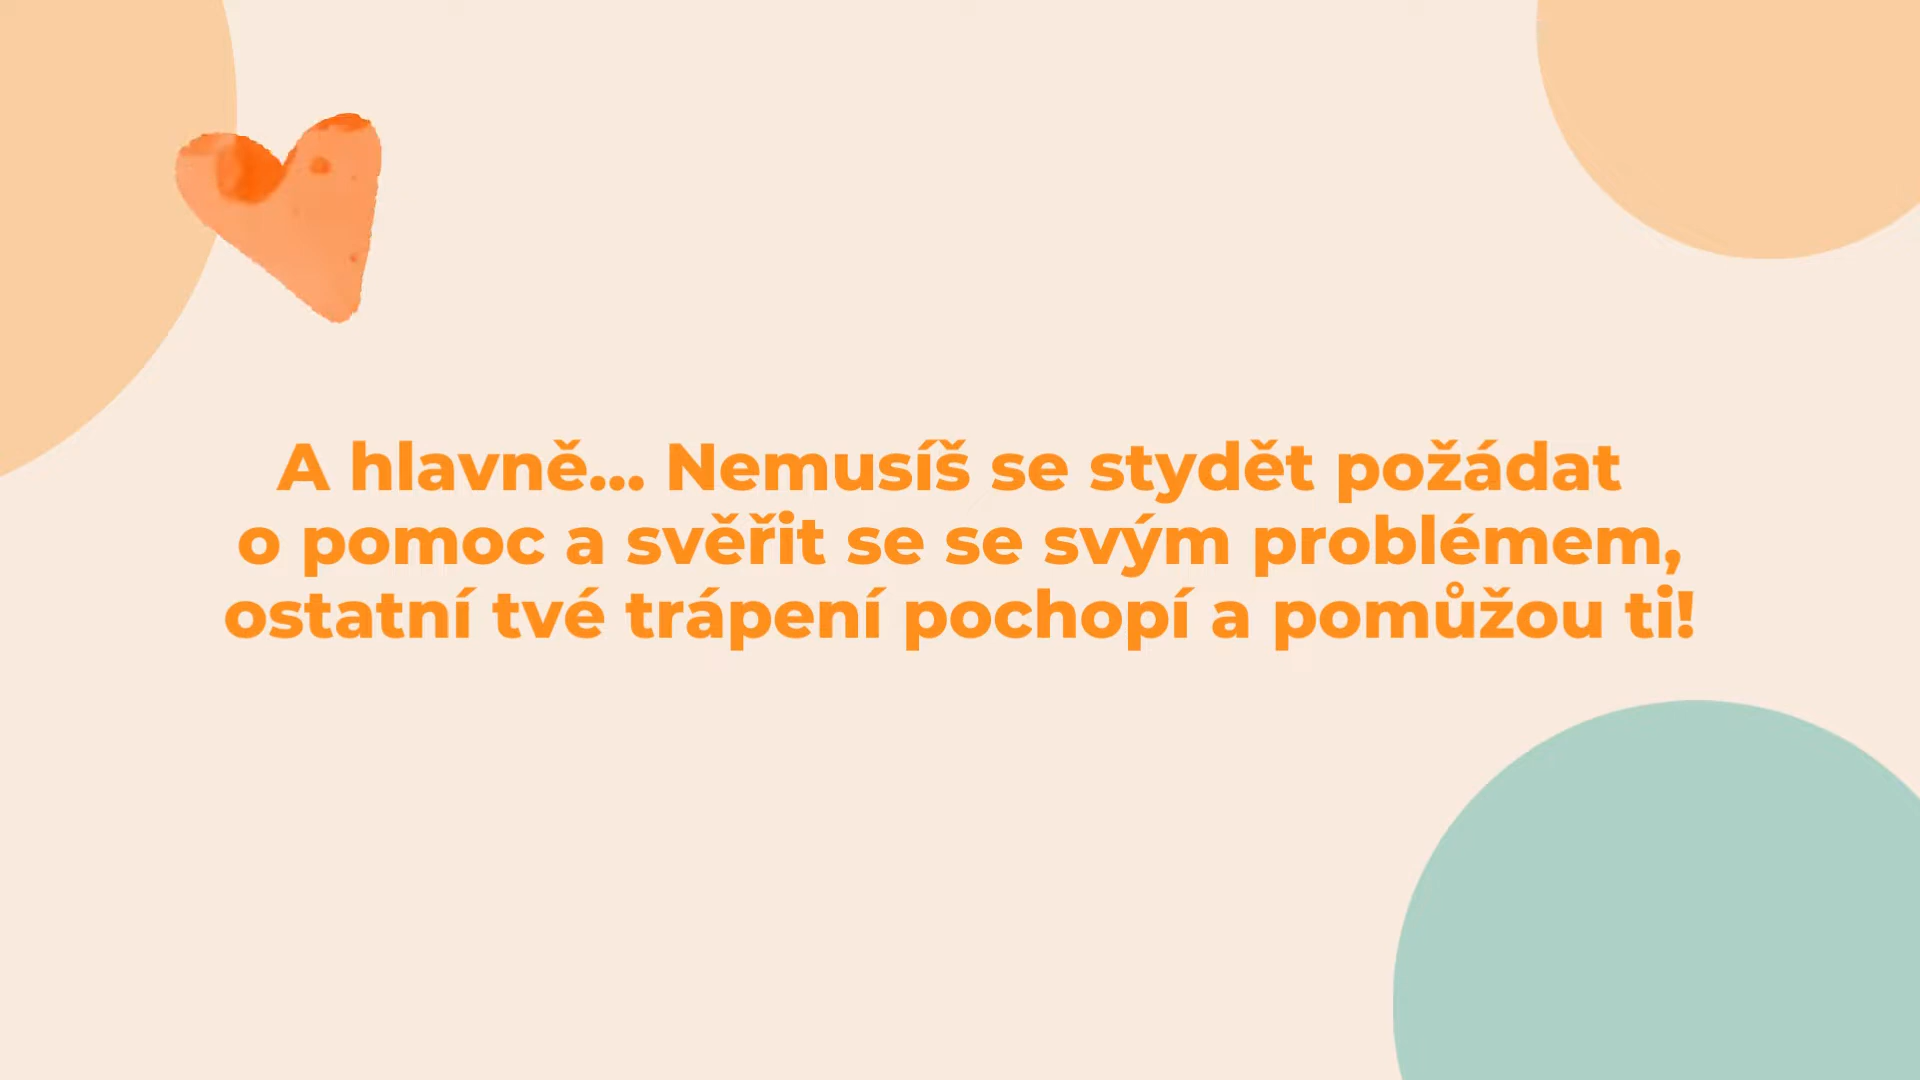 A hlavně... Nemusíš se stydět požádat
o pomoc a svěřit se se svým problémem,
ostatní tvé trápení pochopí a pomůžou ti!